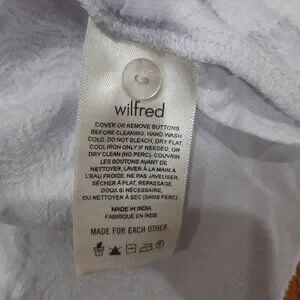 wilfred
COVER OR REMOVE BUTTONS
BEFORE CLEANING. HAND WASH
COLD, DO NOT BLEACH, DRY FLAT,
COOL IRON ONLY IF NEEDED, OR
DRY CLEAN (NO PERC). COUVRIR
LES BOUTONS AVANT DE
NETTOYER, LAVER À LA MAIN À
L'EAU FROIDE, NE PAS JAVELISER,
SÉCHER À PLAT, REPASSAGE
DOUX SI NÉCESSAIRE,
OU NETTOYER À SEC (SANS PERC)
MADE IN INDIA
FABRIQUÉ EN INDE
MADE FOR EACH OTHER.